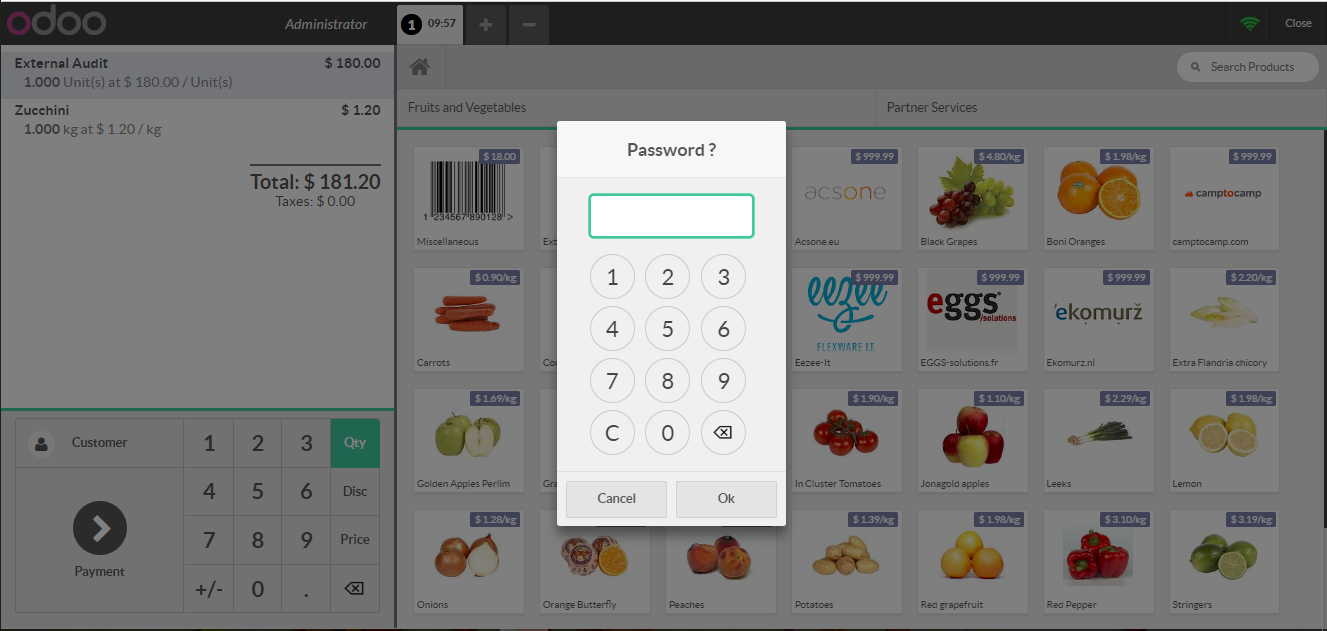 odoo
Administrator
1 09:57
Close
External Audit $ 180.00
1.000 Unit(s) at $ 180.00 / Unit(s)
Zucchini $ 1.20
1.000 kg at $ 1.20 / kg
Total: $ 181.20
Taxes: $ 0.00
Customer
Payment
1 2 3 Qty
4 5 6 Disc
7 8 9 Price
+/- 0 .
Search Products
Fruits and Vegetables
Partner Services
$ 18.00
1 234567 890128 >
Miscellaneous
Ext
$ 999.99
acsone
Acsone.eu
$ 4.80/kg
Black Grapes
$ 1.98/kg
Boni Oranges
$ 999.99
camptocamp
camptocamp.com
$ 0.90/kg
Carrots
$ 999.99
eezee
FLEXWARE I.T.
Eezee-It
$ 999.99
eggs
/solutions
EGGS-solutions.fr
$ 999.99
'ekomurž
Ekomurz.nl
$ 2.20/kg
Extra Flandria chicory
$ 1.69/kg
Golden Apples Perlim
Gra
$ 1.90/kg
In Cluster Tomatoes
$ 1.10/kg
Jonagold apples
$ 2.29/kg
Leeks
$ 1.98/kg
Lemon
$ 1.28/kg
Onions
Orange Butterfly
Peaches
$ 1.39/kg
Potatoes
$ 1.98/kg
Red grapefruit
$ 3.10/kg
Red Pepper
$ 3.19/kg
Stringers
Password ?
1 2 3
4 5 6
7 8 9
C 0
Cancel
Ok